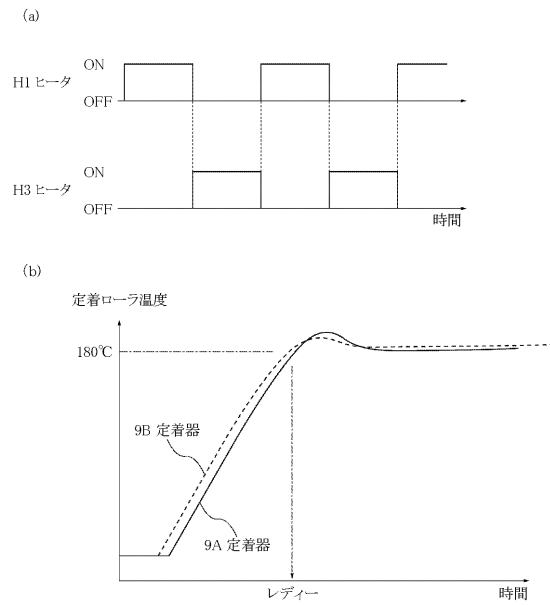 (a)
ON
H1 ヒータ
OFF
ON
H3 ヒータ
OFF
時間
(b)
定着ローラ温度
180℃
9B 定着器
9A 定着器
レディー
時間